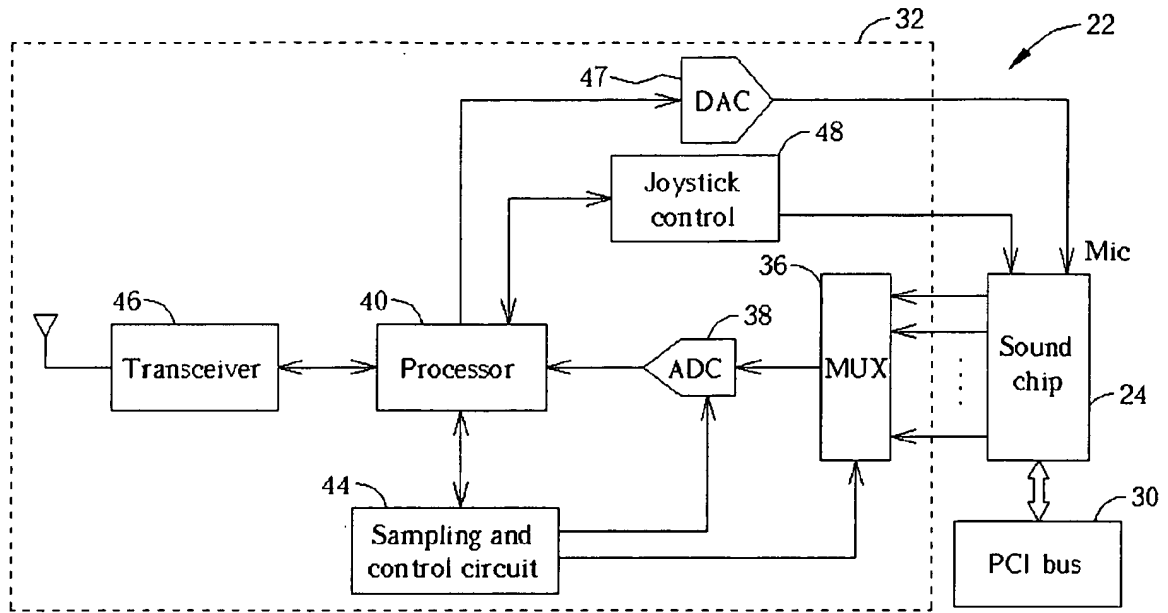 32
22
47
DAC
48
Joystick
control
Mic
36
46
40
38
Transceiver
Processor
ADC
MUX
Sound
chip
24
44
Sampling and
control circuit
30
PCI bus